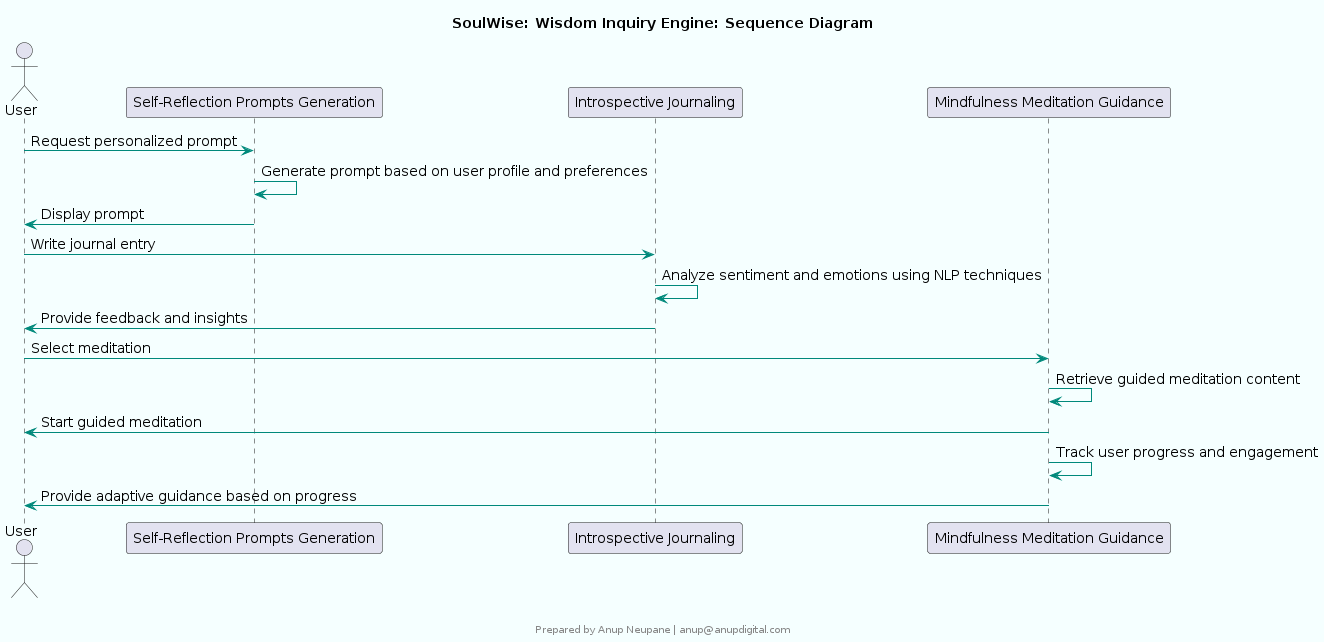 SoulWise: Wisdom Inquiry Engine: Sequence Diagram
User
Self-Reflection Prompts Generation
Introspective Journaling
Mindfulness Meditation Guidance
Request personalized prompt
Generate prompt based on user profile and preferences
Display prompt
Write journal entry
Analyze sentiment and emotions using NLP techniques
Provide feedback and insights
Select meditation
Retrieve guided meditation content
Start guided meditation
Track user progress and engagement
Provide adaptive guidance based on progress
User
Self-Reflection Prompts Generation
Introspective Journaling
Mindfulness Meditation Guidance
Prepared by Anup Neupane | anup@anupdigital.com